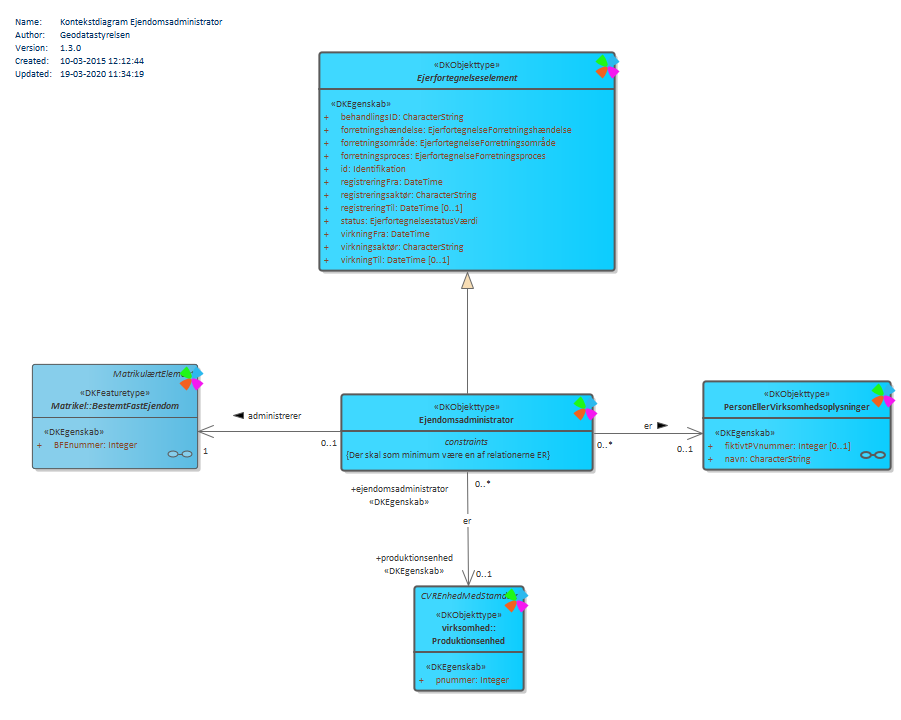 Name: Kontekstdiagram Ejendomsadministrator
Author: Geodatastyrelsen
Version: 1.3.0
Created: 10-03-2015 12:12:44
Updated: 19-03-2020 11:34:19
«DKObjekttype»
Ejerfortegnelseselement
«DKEgenskab»
+ behandlingsID: CharacterString
+ forretningshændelse: EjerfortegnelseForretningshændelse
+ forretningsområde: EjerfortegnelseForretningsområde
+ forretningsproces: EjerfortegnelseForretningsproces
+ id: Identifikation
+ registreringFra: DateTime
+ registreringsaktør: CharacterString
+ registreringTil: DateTime [0..1]
+ status: EjerfortegnelsestatusVærdi
+ virkningFra: DateTime
+ virkningsaktør: CharacterString
+ virkningTil: DateTime [0..1]
MatrikulærtElem
«DKFeaturetype»
Matrikel::BestemtFastEjendom
«DKEgenskab»
+ BFEnummer: Integer
administrerer
1
0..1
«DKObjekttype»
Ejendomsadministrator
constraints
{Der skal som minimum være en af relationerne ER}
er
0..*
0..1
«DKObjekttype»
PersonEllerVirksomhedsoplysninger
«DKEgenskab»
+ fiktivtPVnummer: Integer [0..1]
+ navn: CharacterString
+ejendomsadministrator
«DKEgenskab»
0..*
er
+produktionsenhed
«DKEgenskab»
0..1
CVREnhedMedStamd
«DKObjekttype»
virksomhed::
Produktionsenhed
«DKEgenskab»
+ pnummer: Integer